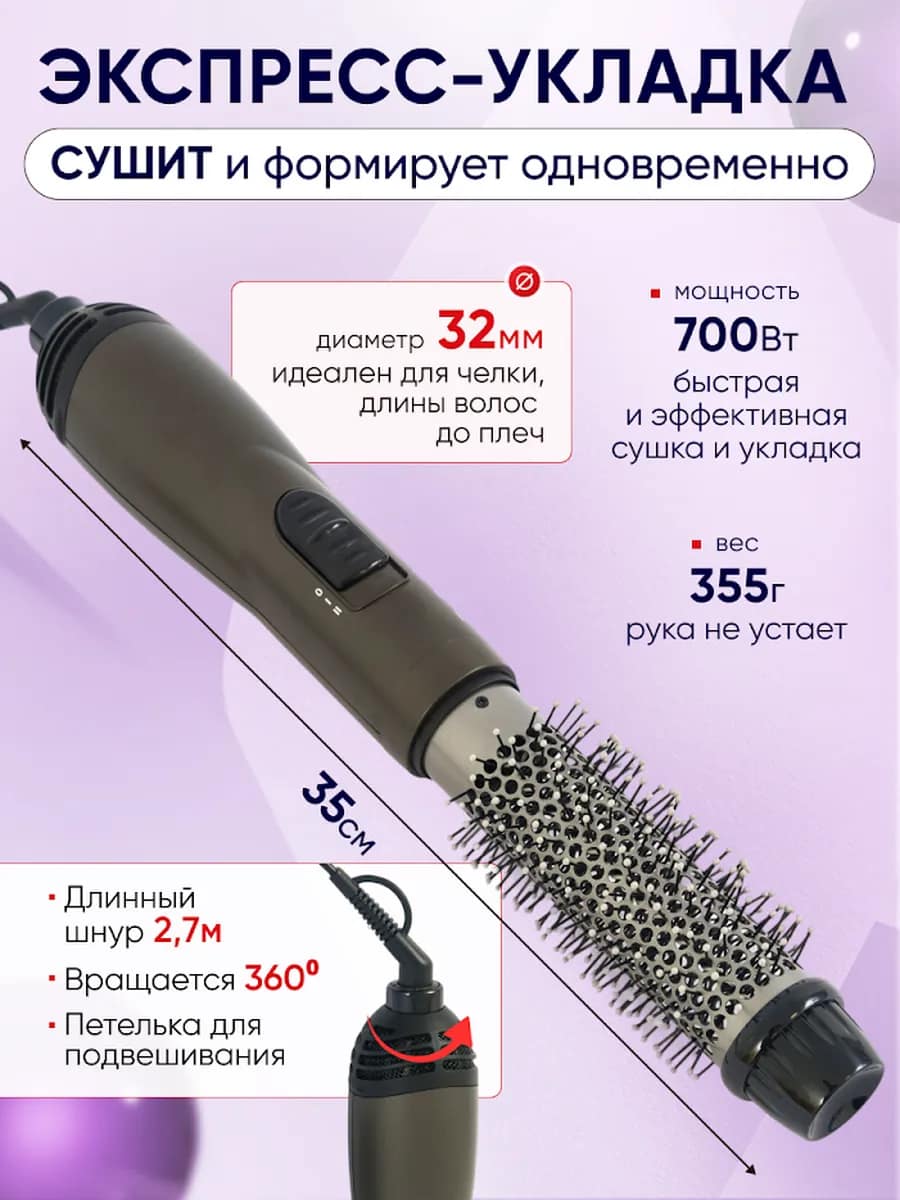 ЭКСПРЕСС-УКЛАДКА
СУШИТ и формирует одновременно
диаметр 32мм
идеален для челки,
длины волос
до плеч
мощность
700Вт
быстрая
и эффективная
сушка и укладка
вес
355г
рука не устает
O I II
35см
Длинный
шнур 2,7м
Вращается 360⁰
Петелька для
подвешивания